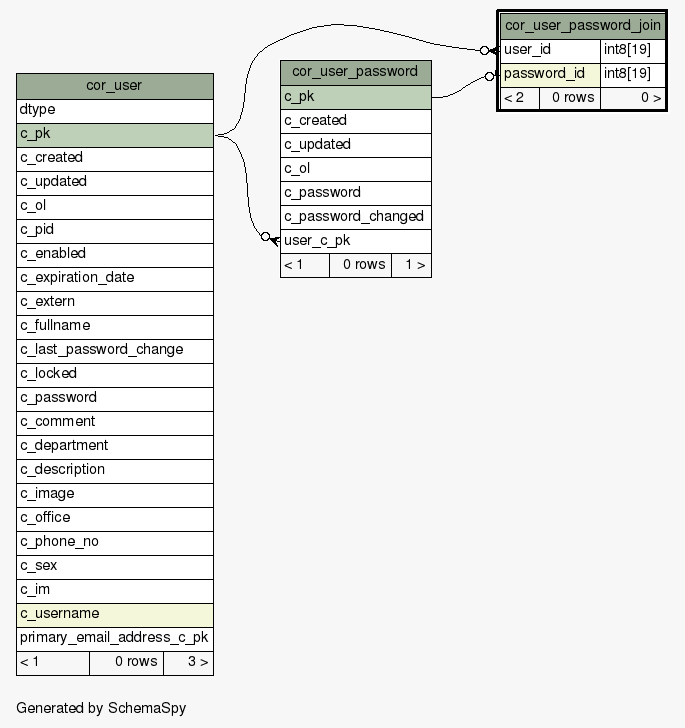 cor_user_password_join
user_id int8[19]
password_id int8[19]
< 2 0 rows 0 >
cor_user_password
c_pk
c_created
c_updated
c_ol
c_password
c_password_changed
user_c_pk
< 1 0 rows 1 >
cor_user
dtype
c_pk
c_created
c_updated
c_ol
c_pid
c_enabled
c_expiration_date
c_extern
c_fullname
c_last_password_change
c_locked
c_password
c_comment
c_department
c_description
c_image
c_office
c_phone_no
c_sex
c_im
c_username
primary_email_address_c_pk
< 1 0 rows 3 >
Generated by SchemaSpy